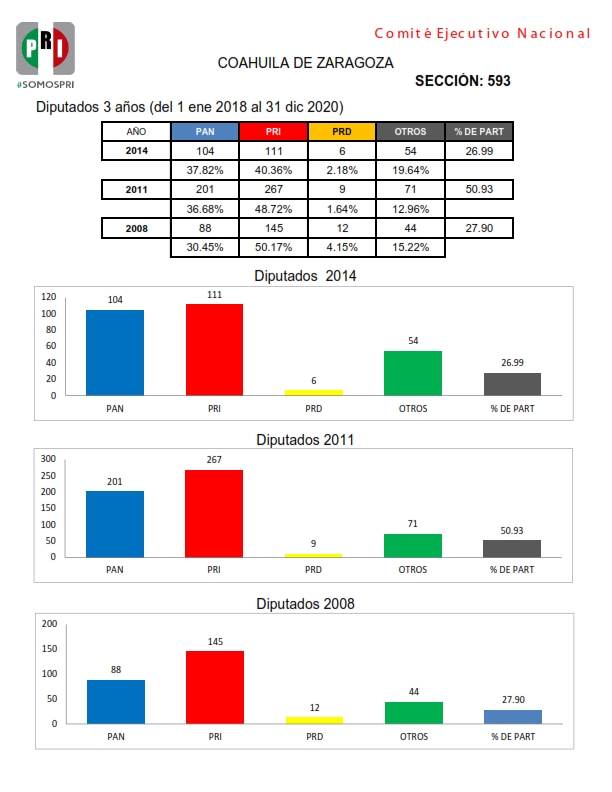 Comité Ejecutivo Nacional
PRI
#SOMOSPRI
COAHUILA DE ZARAGOZA
SECCIÓN: 593
Diputados 3 años (del 1 ene 2018 al 31 dic 2020)
AÑO PAN PRI PRD OTROS % DE PART
2014 104 111 6 54 26.99
37.82% 40.36% 2.18% 19.64%
2011 201 267 9 71 50.93
36.68% 48.72% 1.64% 12.96%
2008 88 145 12 44 27.90
30.45% 50.17% 4.15% 15.22%
Diputados 2014
120
100
80
60
40
20
0
104 111 6 54 26.99
PAN PRI PRD OTROS % DE PART
Diputados 2011
300
250
200
150
100
50
0
201 267 9 71 50.93
PAN PRI PRD OTROS % DE PART
Diputados 2008
200
150
100
50
0
88 145 12 44 27.90
PAN PRI PRD OTROS % DE PART